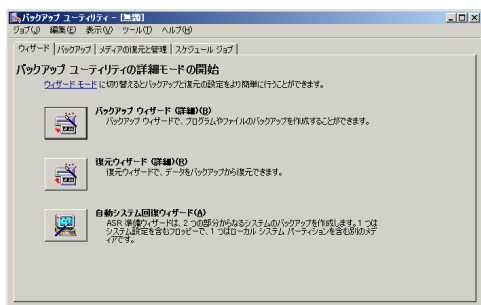 バックアップ ユーティリティ - [無題]
ジョブ(J) 編集(E) 表示(V) ツール(T) ヘルプ(H)
ウィザード バックアップ メディアの復元と管理 スケジュール ジョブ
バックアップ ユーティリティの詳細モードの開始
ウィザード モードに切り替えるとバックアップと復元の設定をより簡単に行うことができます。
バックアップ ウィザード (詳細)(B)
バックアップ ウィザードで、プログラムやファイルのバックアップを作成することができます。
復元ウィザード (詳細)(R)
復元ウィザードで、データをバックアップから復元できます。
自動システム回復ウィザード(A)
ASR 準備ウィザードは、2 つの部分からなるシステムのバックアップを作成します。1 つは
システム設定を含むフロッピーで、1 つはローカル システム パーティションを含む別のメデ
ィアです。